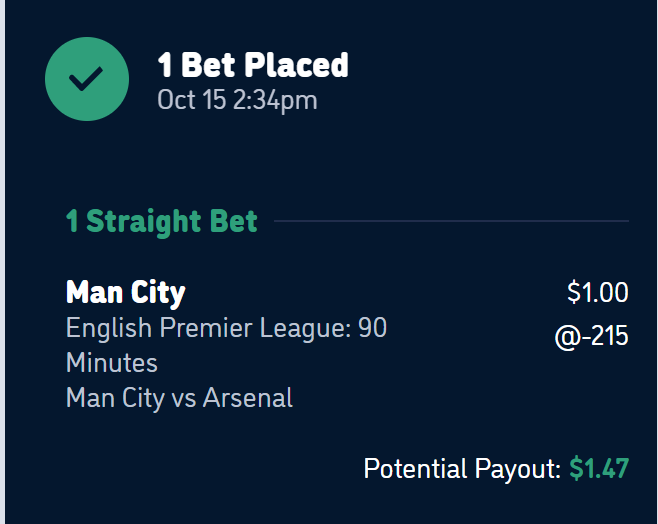 1 Bet Placed
Oct 15 2:34pm
1 Straight Bet
Man City
$1.00
English Premier League: 90
@-215
Minutes
Man City vs Arsenal
Potential Payout: $1.47